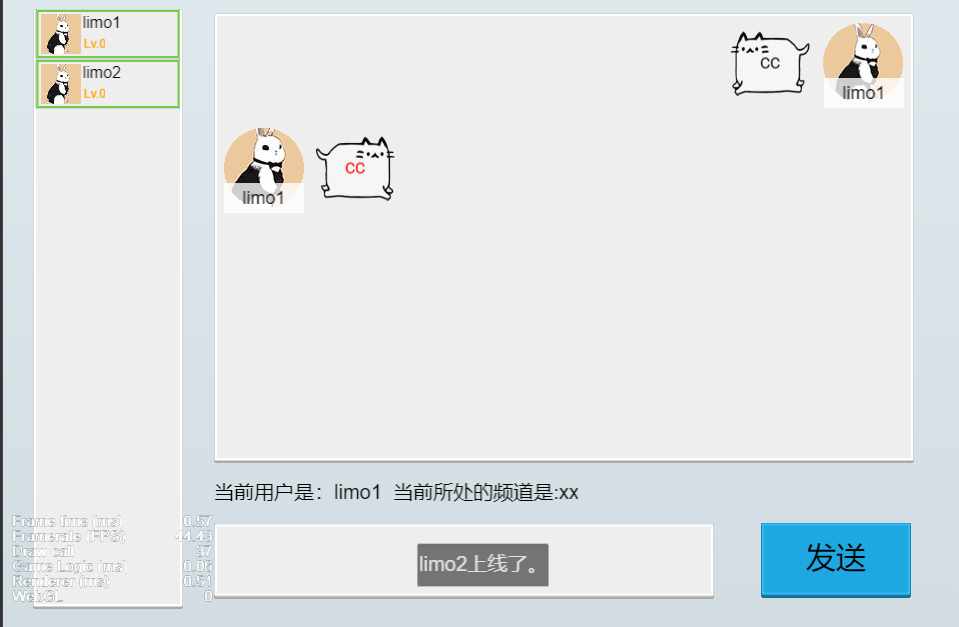 limo1
Lv.0
limo2
Lv.0
CC
limo1
CC
limo1
当前用户是：limo1 当前所处的频道是:xx
Frame time (ms) 0.57
Framerate (FPS) 44.43
Draw call 37
Game Logic (ms) 0.06
Renderer (ms) 0.51
WebGL 0
limo2上线了。
发送